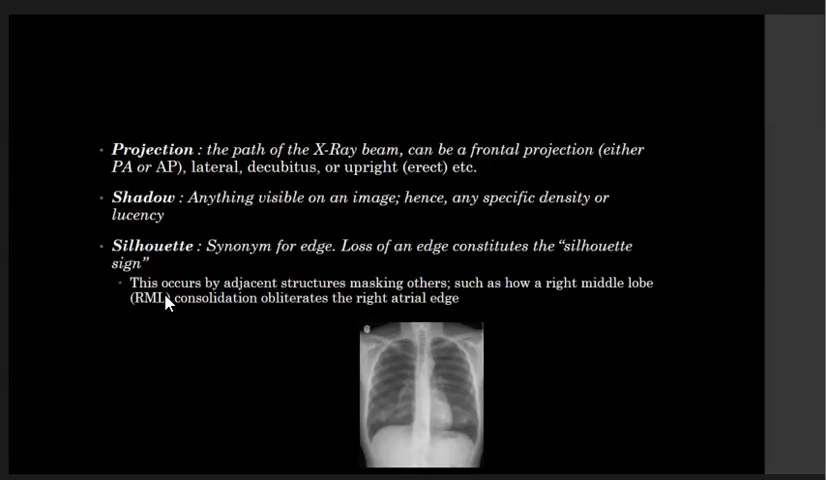 • Projection : the path of the X-Ray beam, can be a frontal projection (either
PA or AP), lateral, decubitus, or upright (erect) etc.
• Shadow : Anything visible on an image; hence, any specific density or
lucency
• Silhouette : Synonym for edge. Loss of an edge constitutes the “silhouette
sign”
• This occurs by adjacent structures masking others; such as how a right middle lobe
(RML) consolidation obliterates the right atrial edge